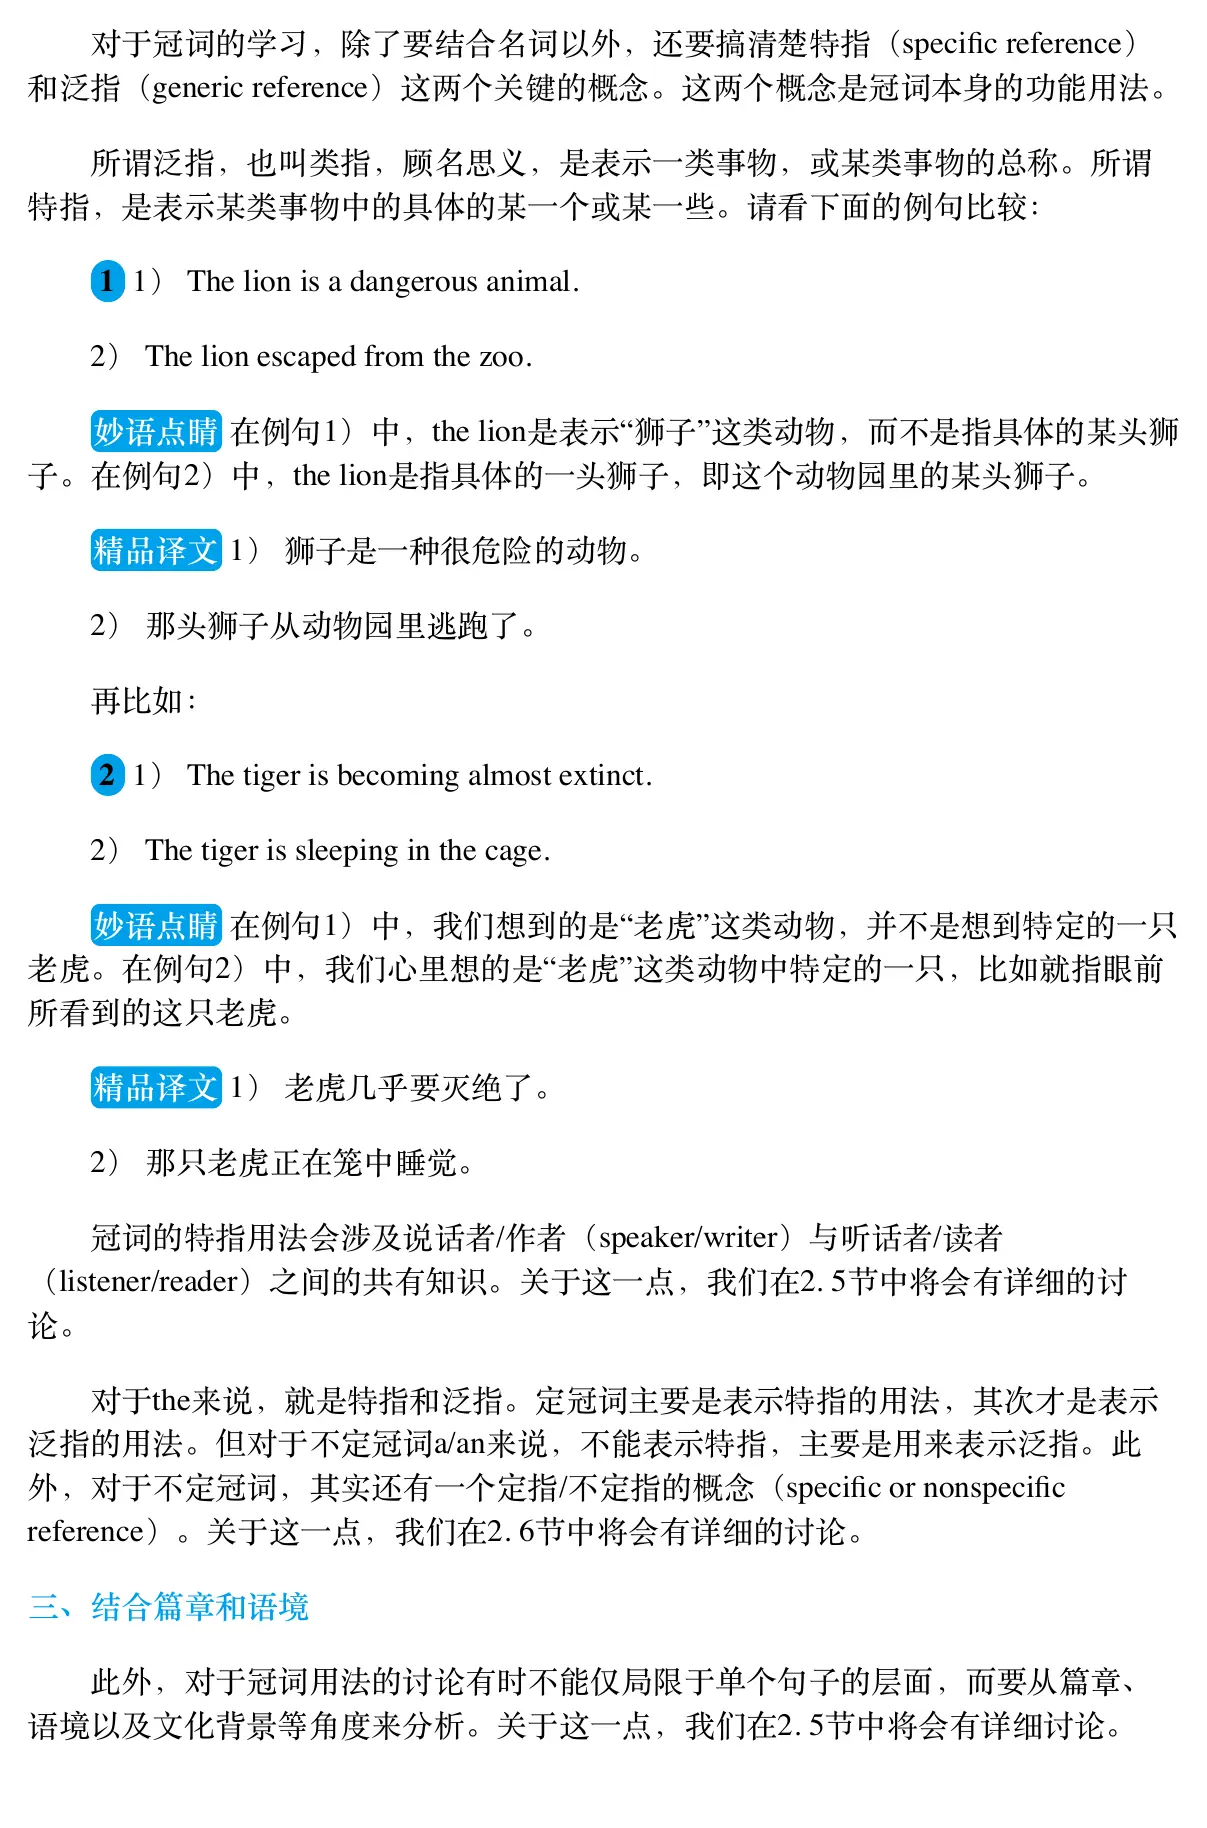 对于冠词的学习，除了要结合名词以外，还要搞清楚特指（specific reference）
和泛指（generic reference）这两个关键的概念。这两个概念是冠词本身的功能用法。
所谓泛指，也叫类指，顾名思义，是表示一类事物，或某类事物的总称。所谓
特指，是表示某类事物中的具体的某一个或某一些。请看下面的例句比较：
1 1） The lion is a dangerous animal.
2） The lion escaped from the zoo.
妙语点睛 在例句1）中，the lion是表示“狮子”这类动物，而不是指具体的某头狮
子。在例句2）中，the lion是指具体的一头狮子，即这个动物园里的某头狮子。
精品译文 1） 狮子是一种很危险的动物。
2） 那头狮子从动物园里逃跑了。
再比如：
2 1） The tiger is becoming almost extinct.
2） The tiger is sleeping in the cage.
妙语点睛 在例句1）中，我们想到的是“老虎”这类动物，并不是想到特定的一只
老虎。在例句2）中，我们心里想的是“老虎”这类动物中特定的一只，比如就指眼前
所看到的这只老虎。
精品译文 1） 老虎几乎要灭绝了。
2） 那只老虎正在笼中睡觉。
冠词的特指用法会涉及说话者/作者（speaker/writer）与听话者/读者
（listener/reader）之间的共有知识。关于这一点，我们在2. 5节中将会有详细的讨
论。
对于the来说，就是特指和泛指。定冠词主要是表示特指的用法，其次才是表示
泛指的用法。但对于不定冠词a/an来说，不能表示特指，主要是用来表示泛指。此
外，对于不定冠词，其实还有一个定指/不定指的概念（specific or nonspecific
reference）。关于这一点，我们在2. 6节中将会有详细的讨论。
三、结合篇章和语境
此外，对于冠词用法的讨论有时不能仅局限于单个句子的层面，而要从篇章、
语境以及文化背景等角度来分析。关于这一点，我们在2. 5节中将会有详细讨论。